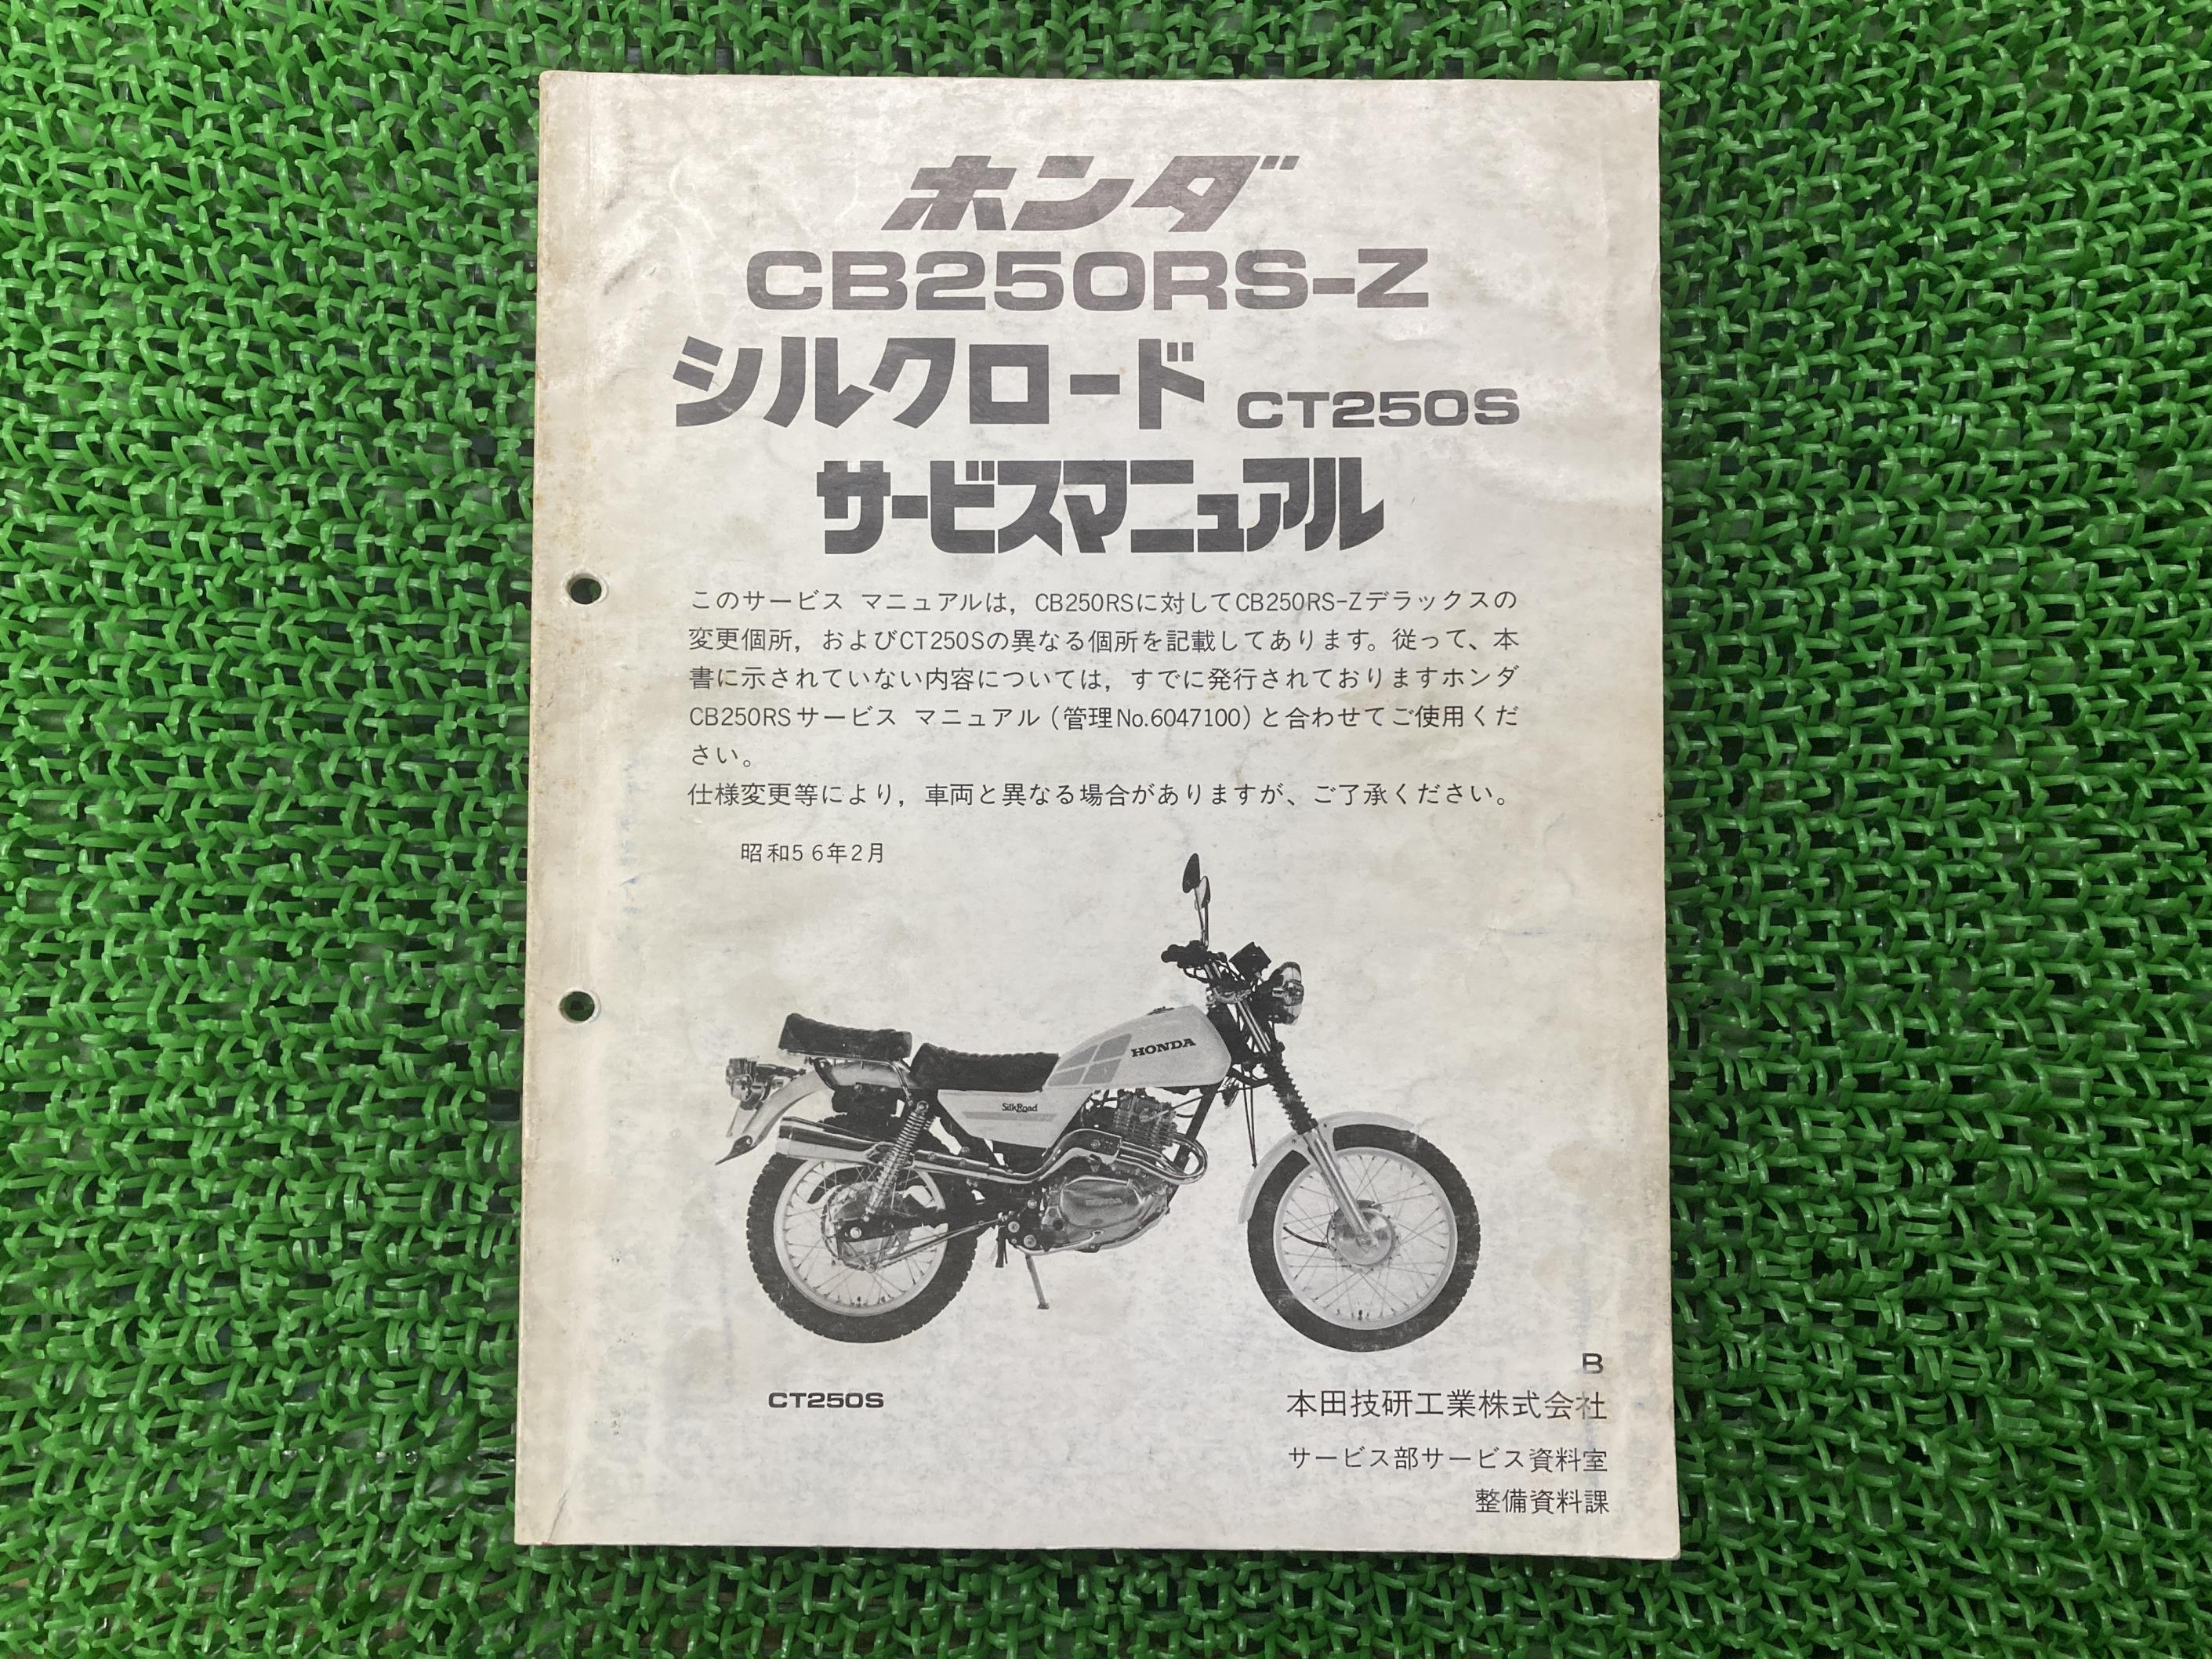 ホンダ
CB250RS-Z
シルクロード CT250S
サービスマニュアル
このサービス マニュアルは，CB250RSに対してCB250RS-Zデラックスの
変更個所，およびCT250Sの異なる個所を記載してあります。従って、本
書に示されていない内容については，すでに発行されておりますホンダ
CB250RSサービス マニュアル（管理No.6047100）と合わせてご使用くだ
さい。
仕様変更等により，車両と異なる場合がありますが、ご了承ください。
昭和56年2月
HONDA
SilkRoad
B
CT250S
本田技研工業株式会社
サービス部サービス資料室
整備資料課